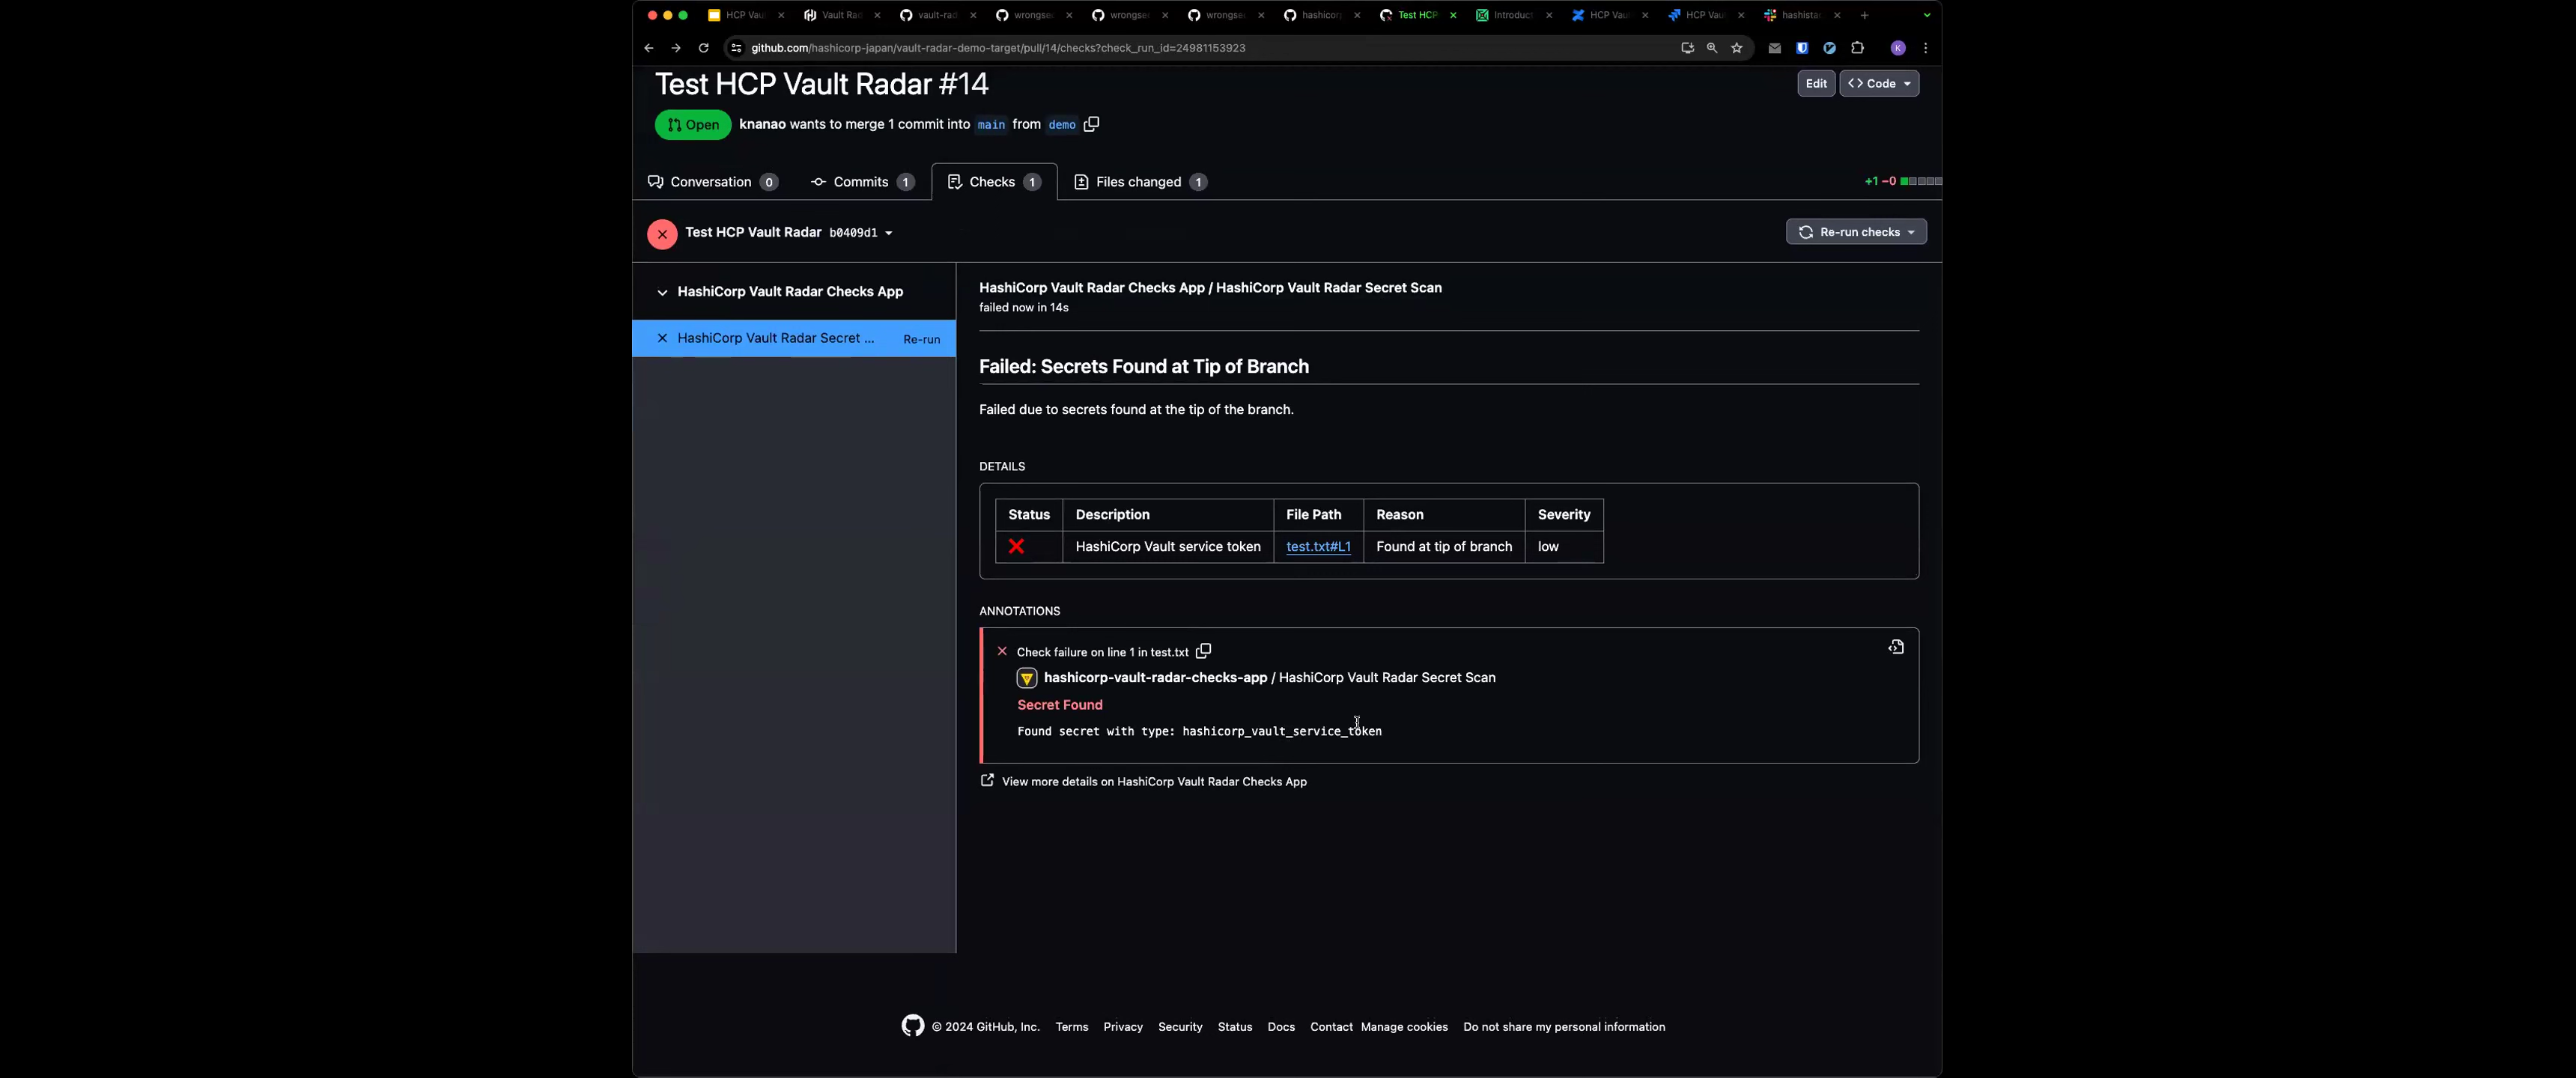 HCP Vau
Vault Rad
vault-rad
wrongse
wrongse
wrongse
hashicor
Test HCP
Introduct
HCP Vau
HCP Vau
hashistac
github.com/hashicorp-japan/vault-radar-demo-target/pull/14/checks?check_run_id=24981153923
K
Test HCP Vault Radar #14
Edit
<> Code
Open
knanao wants to merge 1 commit into main from demo
Conversation 0
Commits 1
Checks 1
Files changed 1
+1 −0
Test HCP Vault Radar b0409d1
Re-run checks
HashiCorp Vault Radar Checks App
HashiCorp Vault Radar Secret ...
Re-run
HashiCorp Vault Radar Checks App / HashiCorp Vault Radar Secret Scan
failed now in 14s
Failed: Secrets Found at Tip of Branch
Failed due to secrets found at the tip of the branch.
DETAILS
Status Description File Path Reason Severity
HashiCorp Vault service token test.txt#L1 Found at tip of branch low
ANNOTATIONS
Check failure on line 1 in test.txt
hashicorp-vault-radar-checks-app / HashiCorp Vault Radar Secret Scan
Secret Found
Found secret with type: hashicorp_vault_service_token
View more details on HashiCorp Vault Radar Checks App
© 2024 GitHub, Inc. Terms Privacy Security Status Docs Contact Manage cookies Do not share my personal information